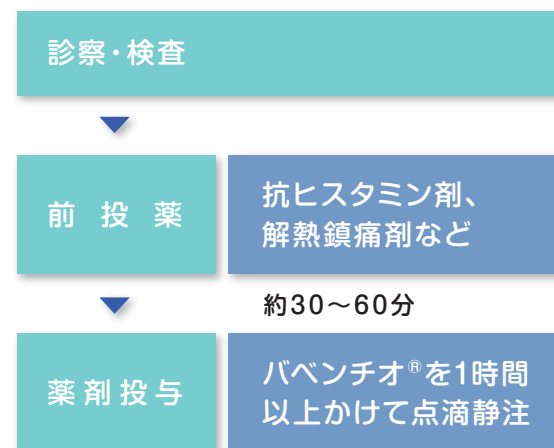 診察・検査
前投薬
抗ヒスタミン剤、
解熱鎮痛剤など
約30～60分
薬剤投与
バベンチオ®を1時間
以上かけて点滴静注